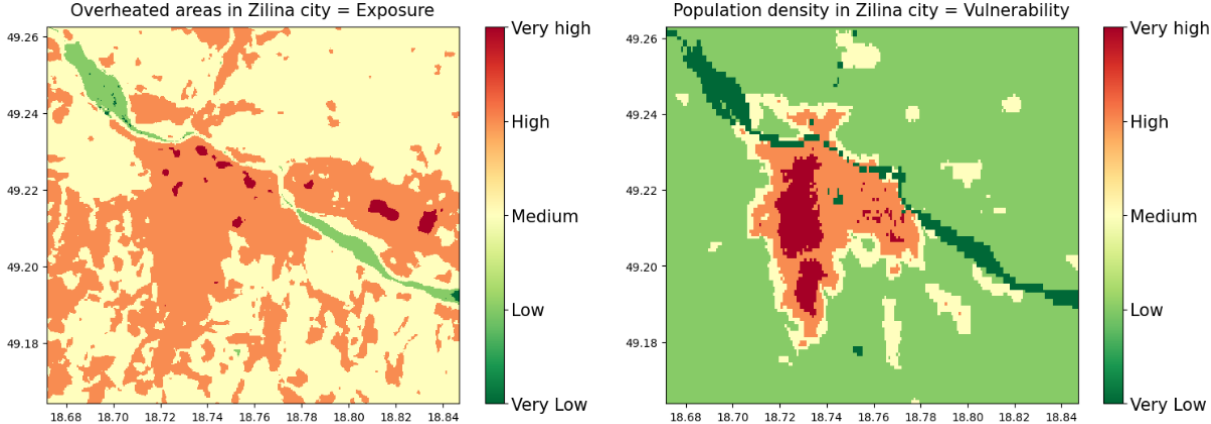 Overheated areas in Zilina city = Exposure
49.26
49.24
49.22
49.20
49.18
18.68 18.70 18.72 18.74 18.76 18.78 18.80 18.82 18.84
Very high
High
Medium
Low
Very Low
Population density in Zilina city = Vulnerability
49.26
49.24
49.22
49.20
49.18
18.68 18.70 18.72 18.74 18.76 18.78 18.80 18.82 18.84
Very high
High
Medium
Low
Very Low